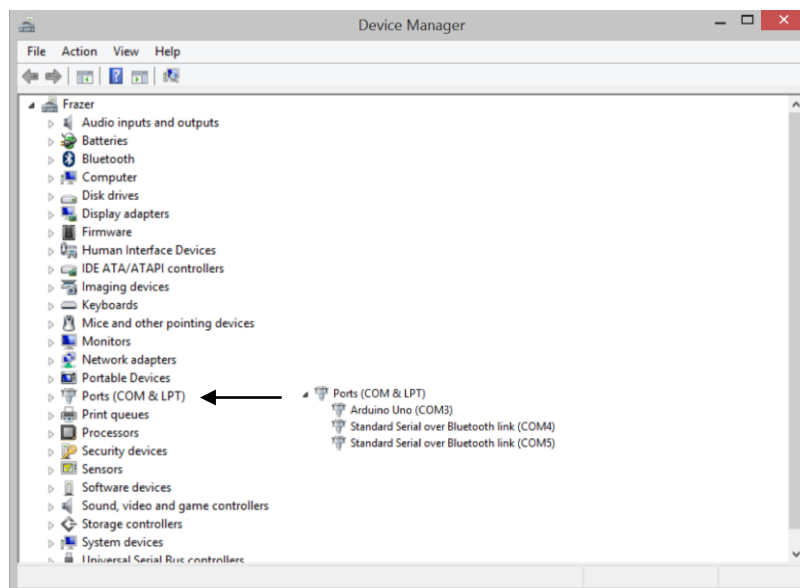 Device Manager
File Action View Help
Frazer
Audio inputs and outputs
Batteries
Bluetooth
Computer
Disk drives
Display adapters
Firmware
Human Interface Devices
IDE ATA/ATAPI controllers
Imaging devices
Keyboards
Mice and other pointing devices
Monitors
Network adapters
Portable Devices
Ports (COM & LPT)
Print queues
Processors
Security devices
Sensors
Software devices
Sound, video and game controllers
Storage controllers
System devices
Universal Serial Bus controllers
Ports (COM & LPT)
Arduino Uno (COM3)
Standard Serial over Bluetooth link (COM4)
Standard Serial over Bluetooth link (COM5)